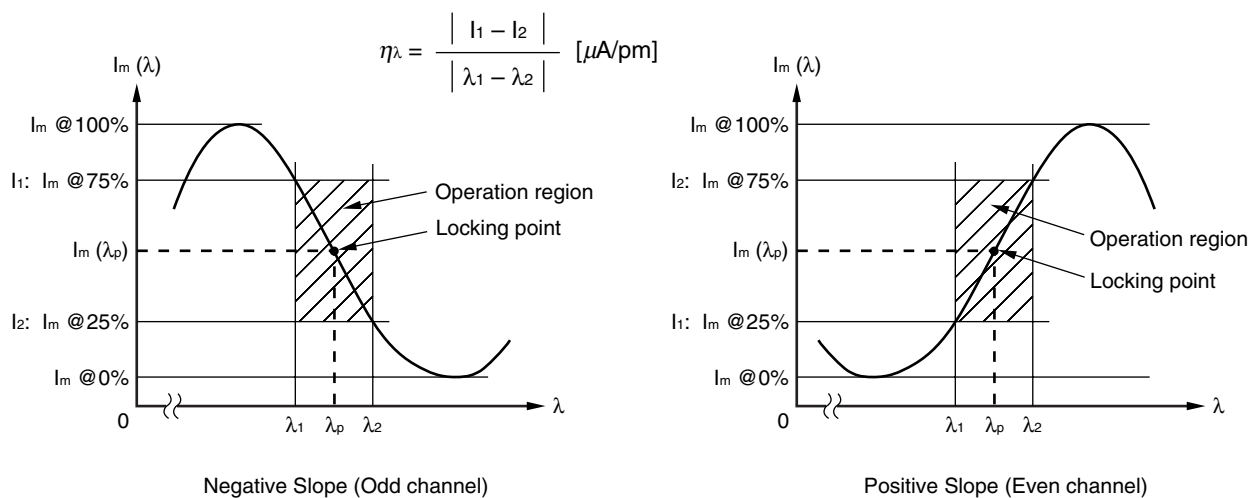 ηλ = | I1 – I2 | / | λ1 – λ2 | [μA/pm]
Im (λ)
Im @100%
I1: Im @75%
Im (λp)
I2: Im @25%
Im @0%
0
λ1 λp λ2
λ
Operation region
Locking point
Negative Slope (Odd channel)
Im (λ)
Im @100%
I2: Im @75%
Im (λp)
I1: Im @25%
Im @0%
0
λ1 λp λ2
λ
Operation region
Locking point
Positive Slope (Even channel)